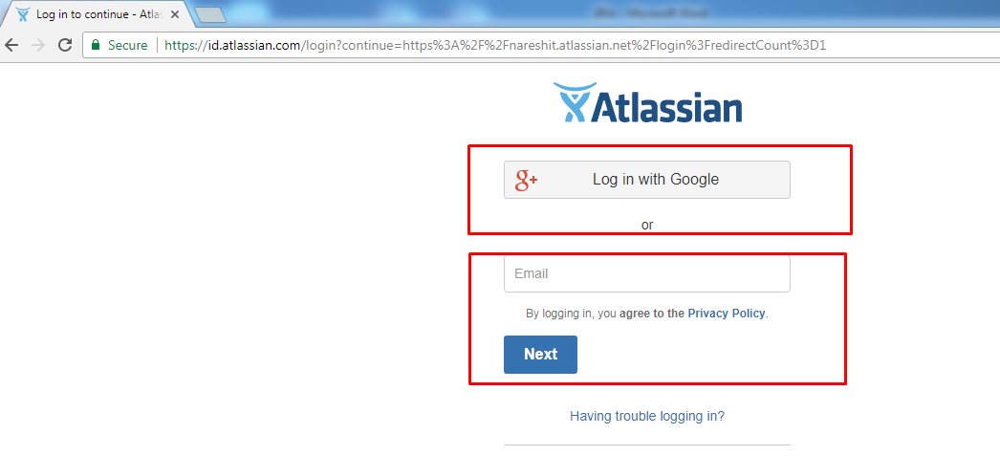 Log in to continue - Atla
Secure
https://id.atlassian.com/login?continue=https%3A%2F%2Fnareshit.atlassian.net%2Flogin%3FredirectCount%3D1
Atlassian
g+ Log in with Google
or
Email
By logging in, you agree to the Privacy Policy.
Next
Having trouble logging in?